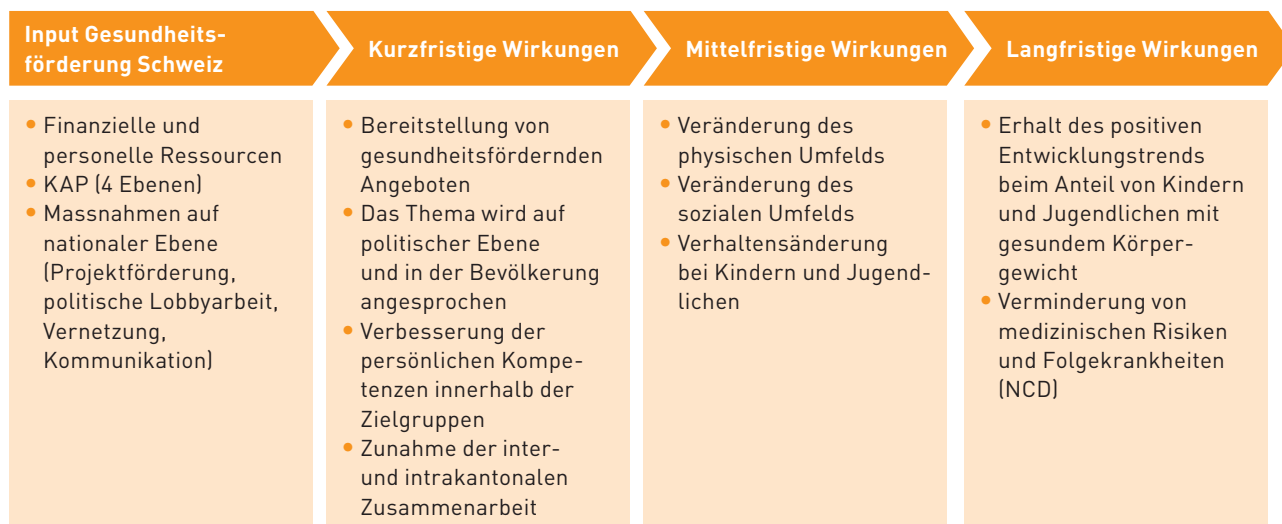 Input Gesundheits-
förderung Schweiz
Kurzfristige Wirkungen
Mittelfristige Wirkungen
Langfristige Wirkungen
• Finanzielle und
personelle Ressourcen
• KAP (4 Ebenen)
• Massnahmen auf
nationaler Ebene
(Projektförderung,
politische Lobbyarbeit,
Vernetzung,
Kommunikation)
• Bereitstellung von
gesundheitsfördernden
Angeboten
• Das Thema wird auf
politischer Ebene
und in der Bevölkerung
angesprochen
• Verbesserung der
persönlichen Kompe-
tenzen innerhalb der
Zielgruppen
• Zunahme der inter-
und intrakantonalen
Zusammenarbeit
• Veränderung des
physischen Umfelds
• Veränderung des
sozialen Umfelds
• Verhaltensänderung
bei Kindern und Jugend-
lichen
• Erhalt des positiven
Entwicklungstrends
beim Anteil von Kindern
und Jugendlichen mit
gesundem Körper-
gewicht
• Verminderung von
medizinischen Risiken
und Folgekrankheiten
(NCD)